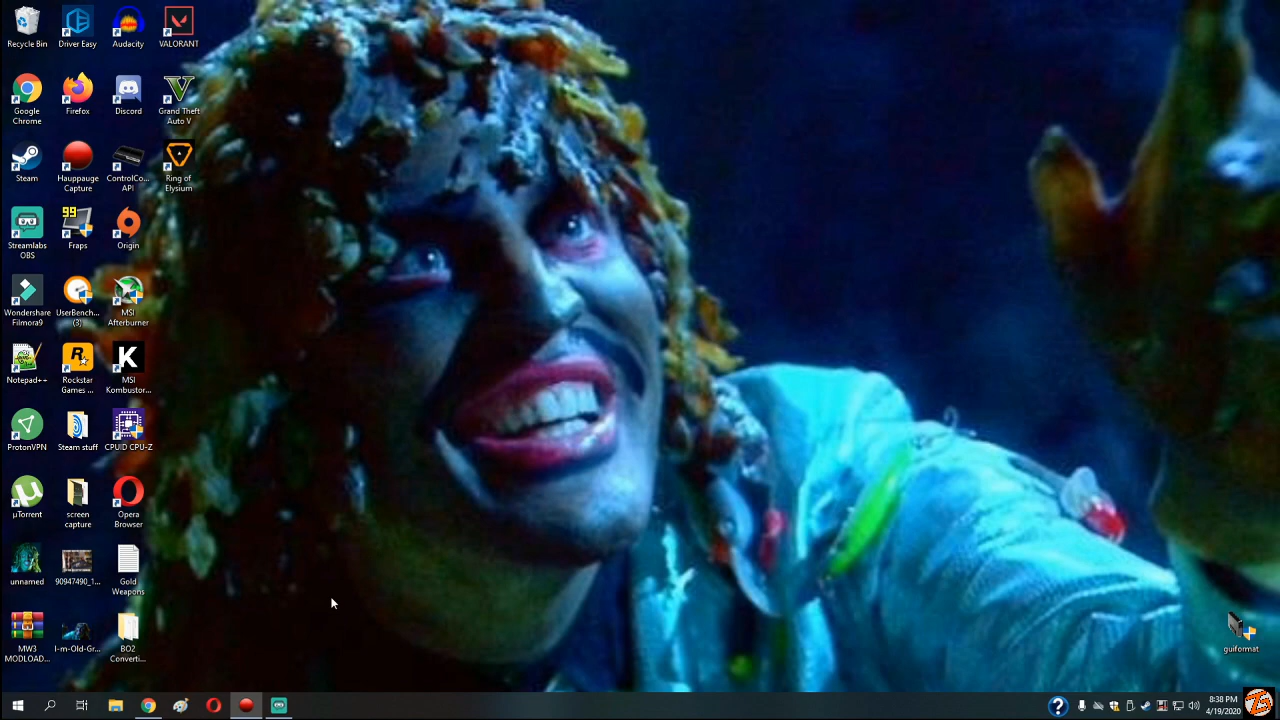 Recycle Bin
Driver Easy
Audacity
VALORANT
Google
Chrome
Firefox
Discord
Grand Theft
Auto V
Steam
Hauppauge
Capture
ControlCo...
API
Ring of
Elysium
Streamlabs
OBS
99
Fraps
Origin
Wondershare
Filmora9
UserBench...
(3)
MSI
Afterburner
Notepad++
R
Rockstar
Games ...
K
MSI
Kombustor...
ProtonVPN
Steam stuff
CPUID CPU-Z
µTorrent
screen
capture
Opera
Browser
unnamed
90947490_1...
Gold
Weapons
MW3
MODLOAD...
I-m-Old-Gr...
BO2
Converti...
guiformat
8:38 PM
4/19/2020